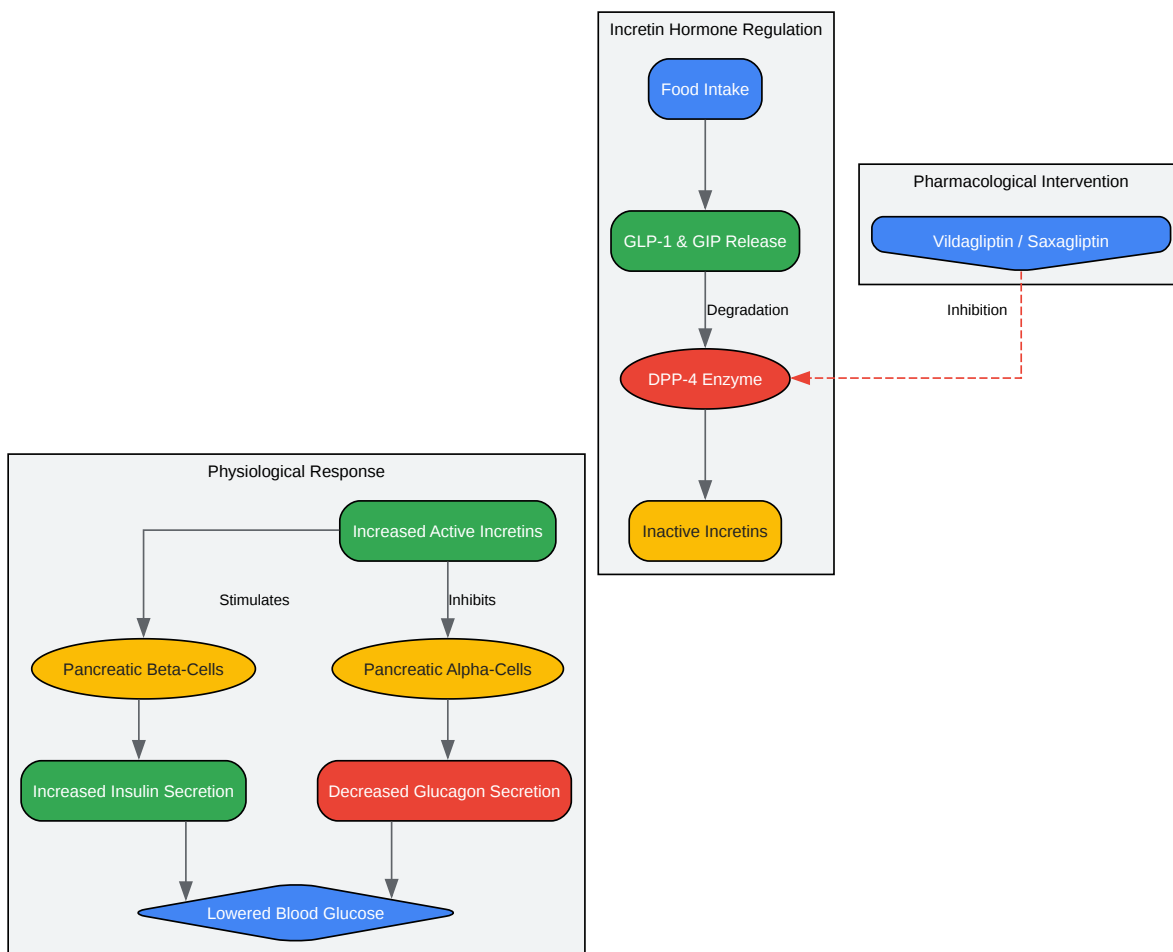 Incretin Hormone Regulation
Food Intake
GLP-1 & GIP Release
Degradation
DPP-4 Enzyme
Inactive Incretins
Pharmacological Intervention
Vildagliptin / Saxagliptin
Inhibition
Physiological Response
Increased Active Incretins
Stimulates
Inhibits
Pancreatic Beta-Cells
Pancreatic Alpha-Cells
Increased Insulin Secretion
Decreased Glucagon Secretion
Lowered Blood Glucose